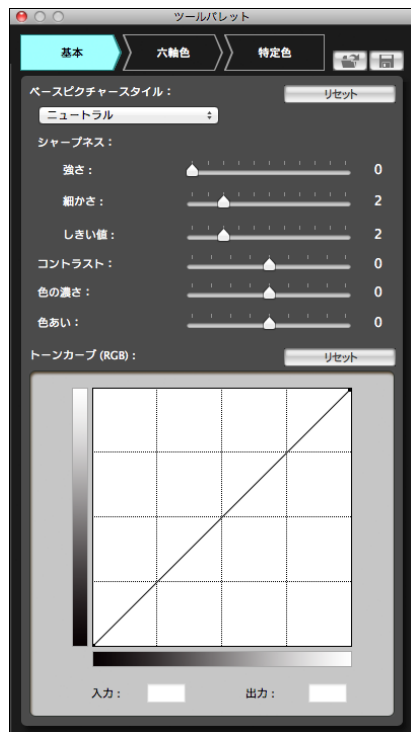 ツールパレット
基本 六軸色 特定色
ベースピクチャースタイル： リセット
ニュートラル
シャープネス：
強さ： 0
細かさ： 2
しきい値： 2
コントラスト： 0
色の濃さ： 0
色あい： 0
トーンカーブ (RGB)： リセット
入力： 出力：